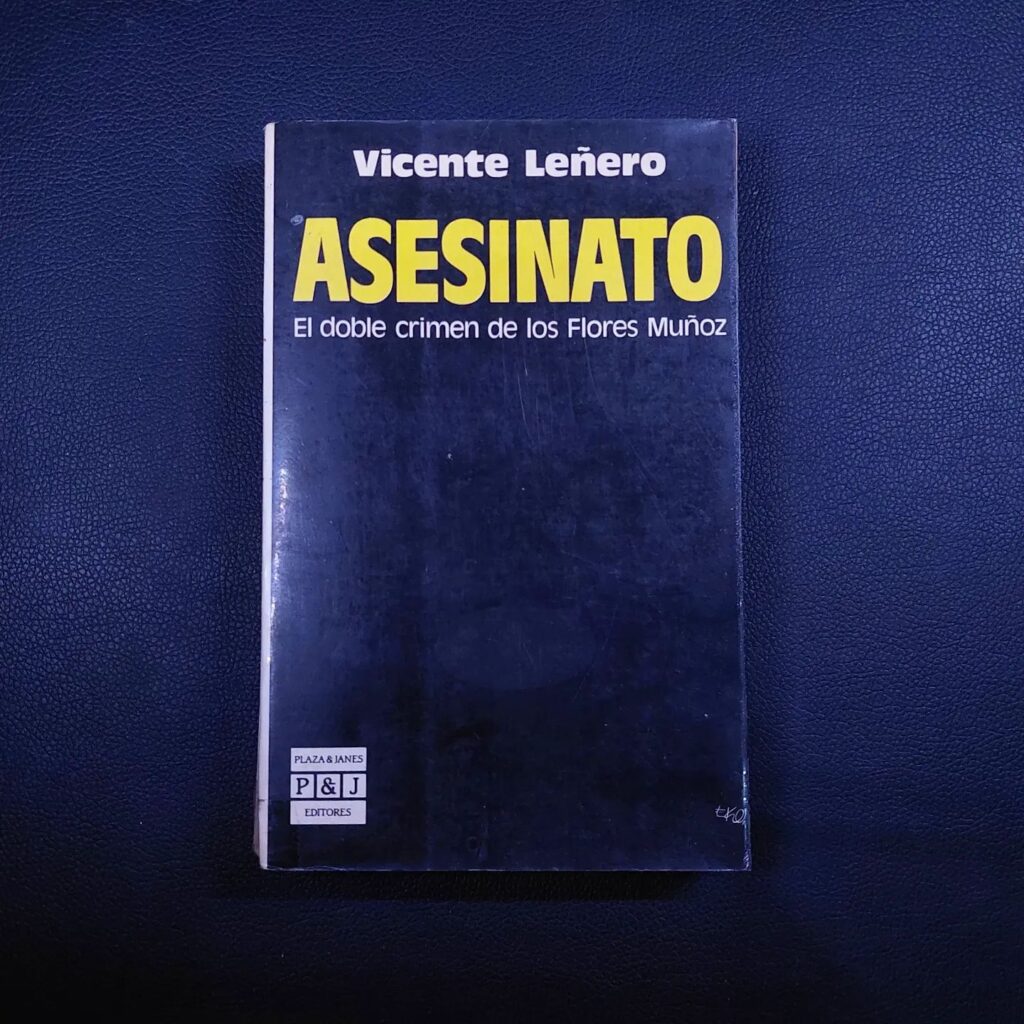 Vicente Leñero
ASESINATO
El doble crimen de los Flores Muñoz
PLAZA & JANES
P & J
EDITORES